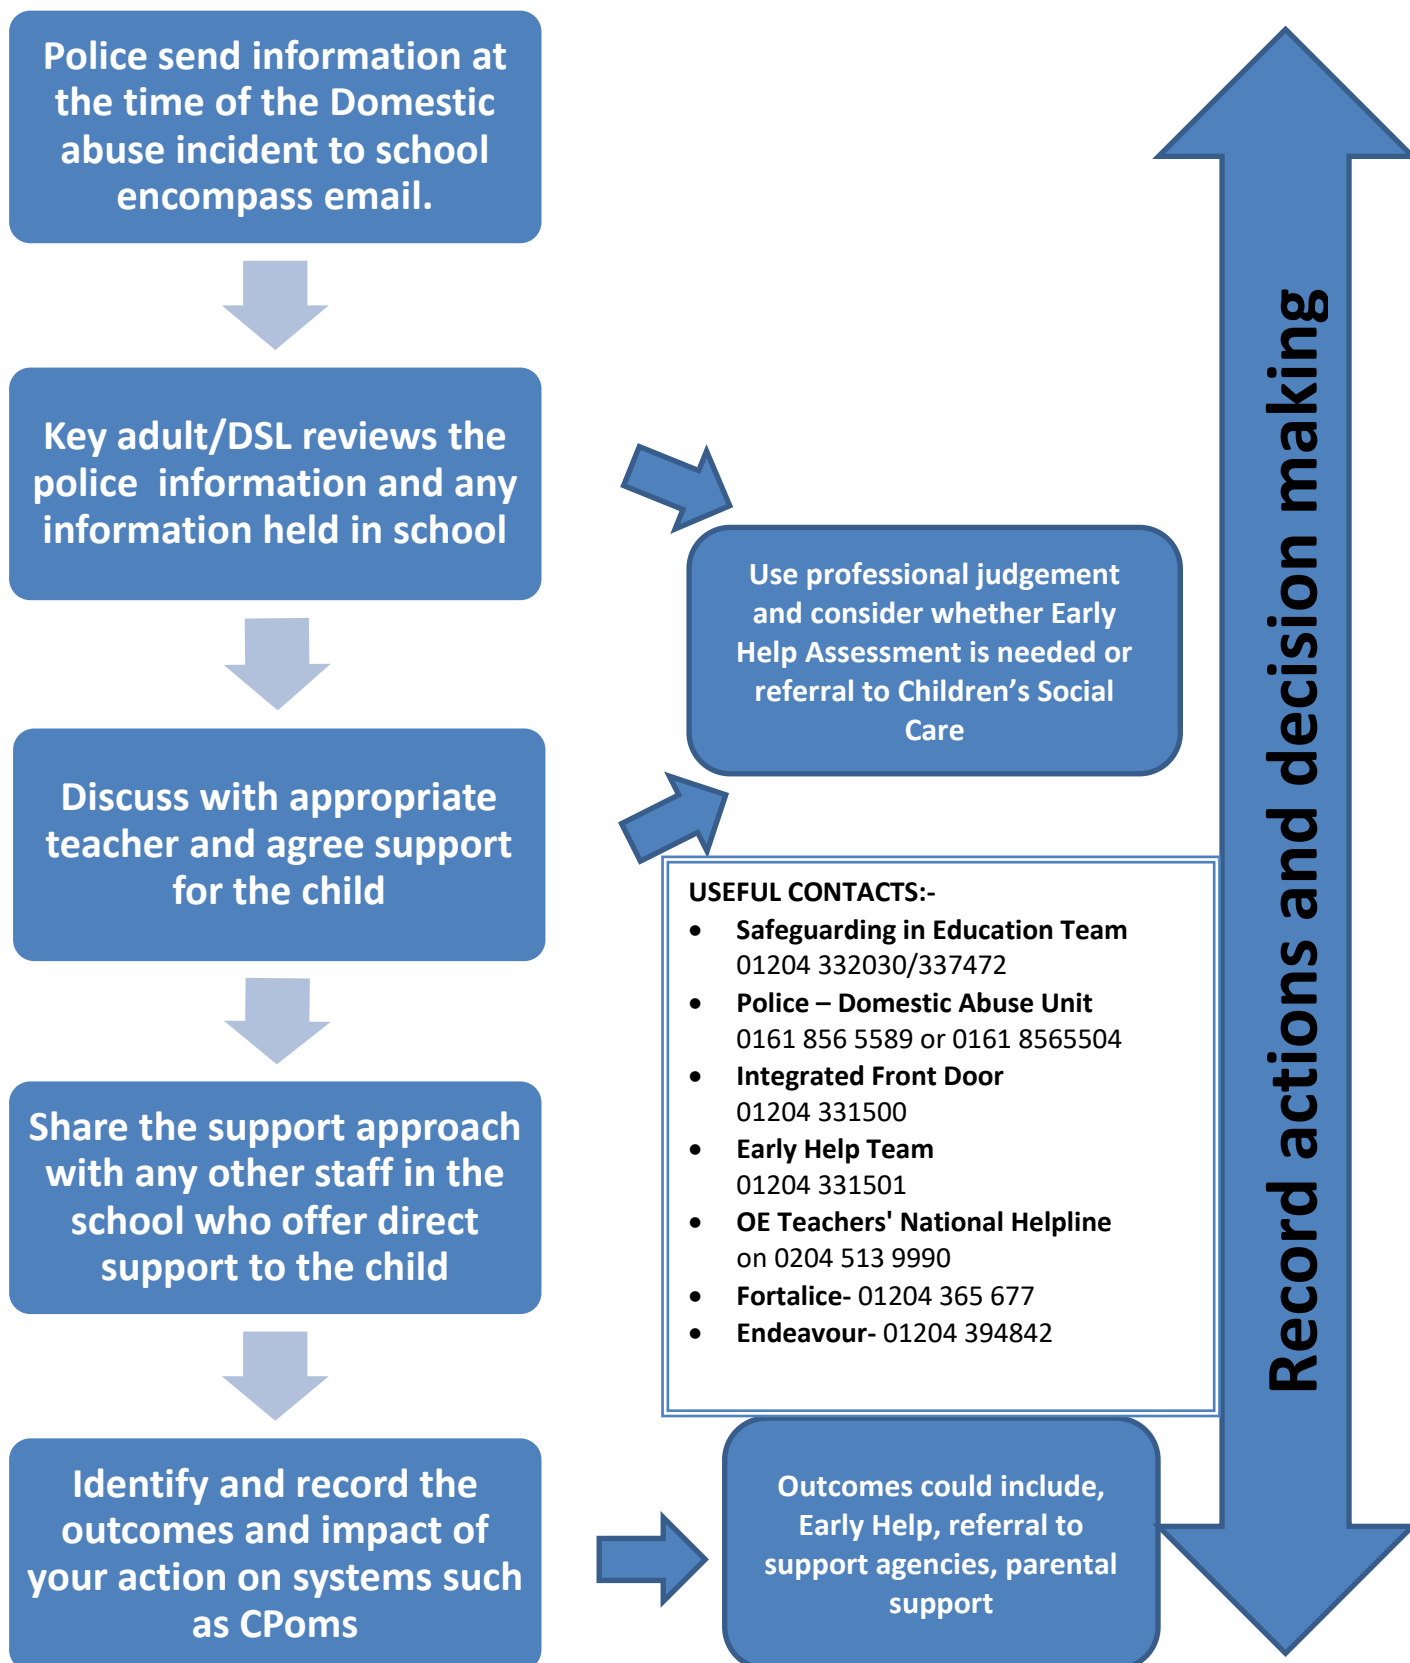 Police send information at
the time of the Domestic
abuse incident to school
encompass email.
Key adult/DSL reviews the
police  information and any
information held in school
Use professional judgement
and consider whether Early
Help Assessment is needed or
referral to Children’s Social
Care
Discuss with appropriate
teacher and agree support
for the child
USEFUL CONTACTS:-
• Safeguarding in Education Team
01204 332030/337472
• Police – Domestic Abuse Unit
0161 856 5589 or 0161 8565504
• Integrated Front Door
01204 331500
• Early Help Team
01204 331501
• OE Teachers' National Helpline
on 0204 513 9990
• Fortalice- 01204 365 677
• Endeavour- 01204 394842
Share the support approach
with any other staff in the
school who offer direct
support to the child
Identify and record the
outcomes and impact of
your action on systems such
as CPoms
Outcomes could include,
Early Help, referral to
support agencies, parental
support
Record actions and decision making